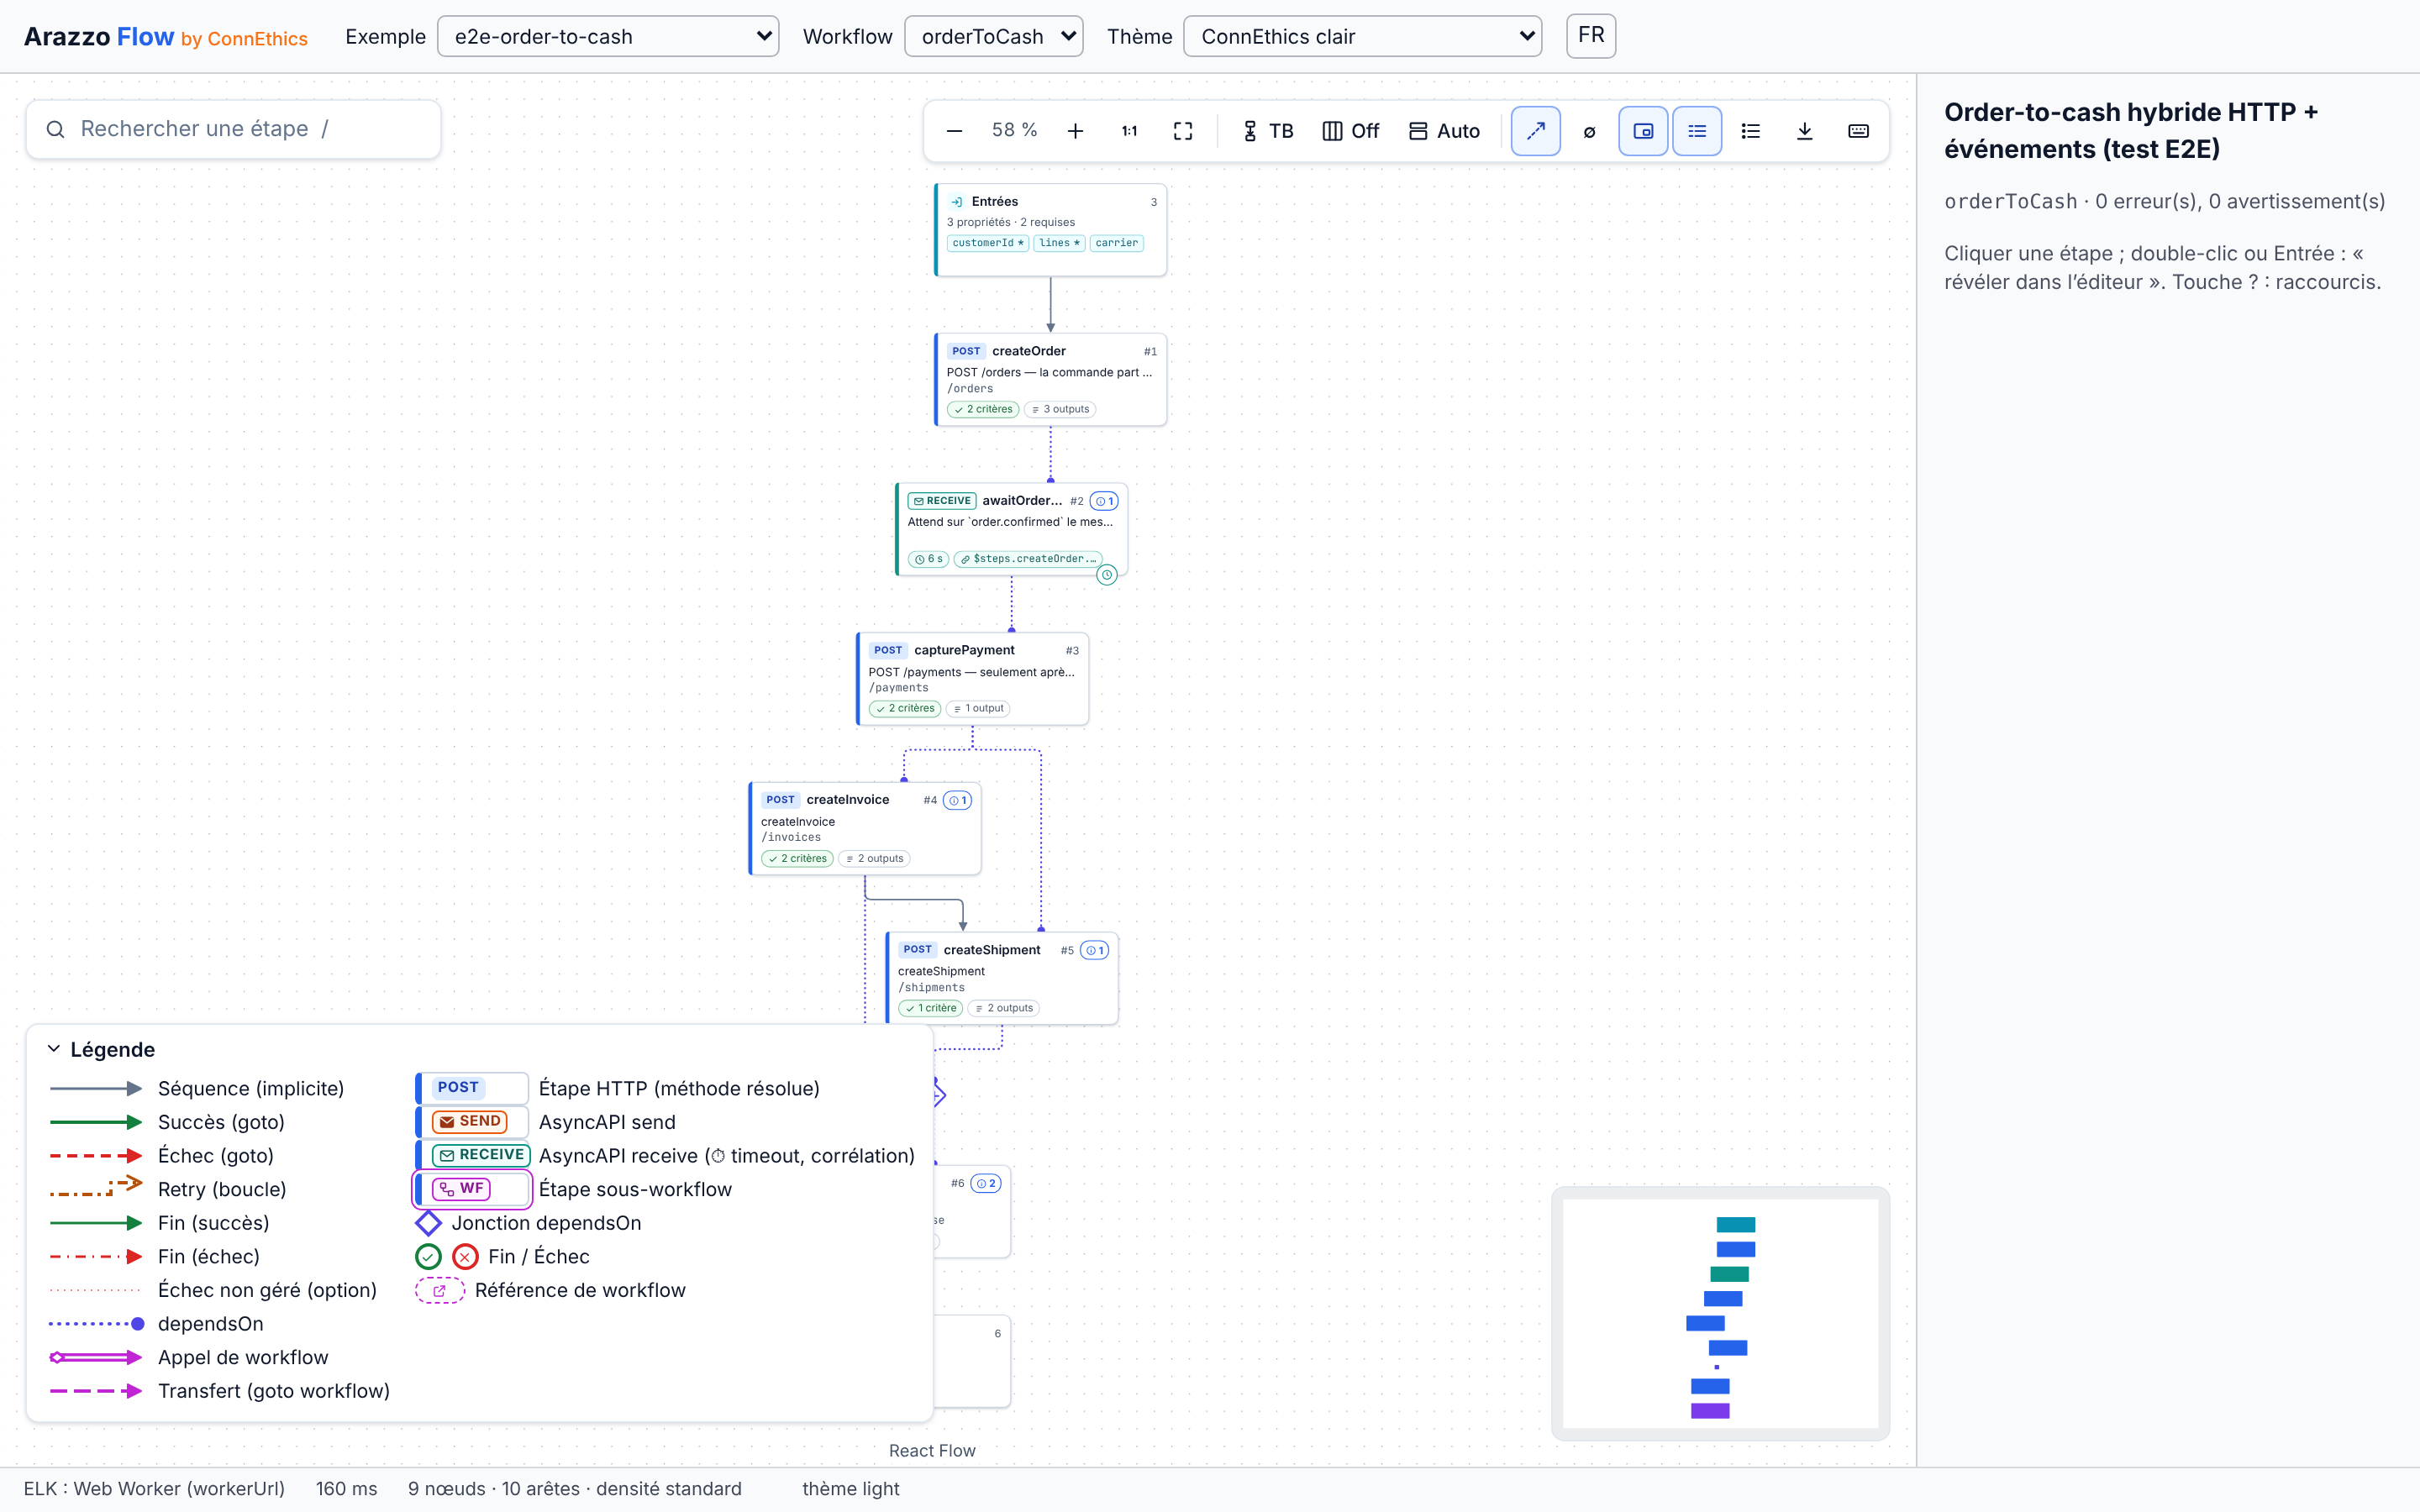 Arazzo Flow by ConnEthics
Exemple
e2e-order-to-cash
Workflow
orderToCash
Thème
ConnEthics clair
FR
Rechercher une étape /
58 %
1:1
TB
Off
Auto
Order-to-cash hybride HTTP +
événements (test E2E)
orderToCash · 0 erreur(s), 0 avertissement(s)
Cliquer une étape ; double-clic ou Entrée : «
révéler dans l’éditeur ». Touche ? : raccourcis.
Entrées 3
3 propriétés · 2 requises
customerId * lines * carrier
POST createOrder #1
POST /orders — la commande part ...
/orders
2 critères 3 outputs
RECEIVE awaitOrder... #2 1
Attend sur `order.confirmed` le mes...
6 s $steps.createOrder....
POST capturePayment #3
POST /payments — seulement aprè...
/payments
2 critères 1 output
POST createInvoice #4 1
createInvoice
/invoices
2 critères 2 outputs
POST createShipment #5 1
createShipment
/shipments
1 critère 2 outputs
#6 2
se
6
Légende
Séquence (implicite)
Succès (goto)
Échec (goto)
Retry (boucle)
Fin (succès)
Fin (échec)
Échec non géré (option)
dependsOn
Appel de workflow
Transfert (goto workflow)
POST Étape HTTP (méthode résolue)
SEND AsyncAPI send
RECEIVE AsyncAPI receive (⏱ timeout, corrélation)
WF Étape sous-workflow
Jonction dependsOn
Fin / Échec
Référence de workflow
React Flow
ELK : Web Worker (workerUrl) 160 ms 9 nœuds · 10 arêtes · densité standard thème light